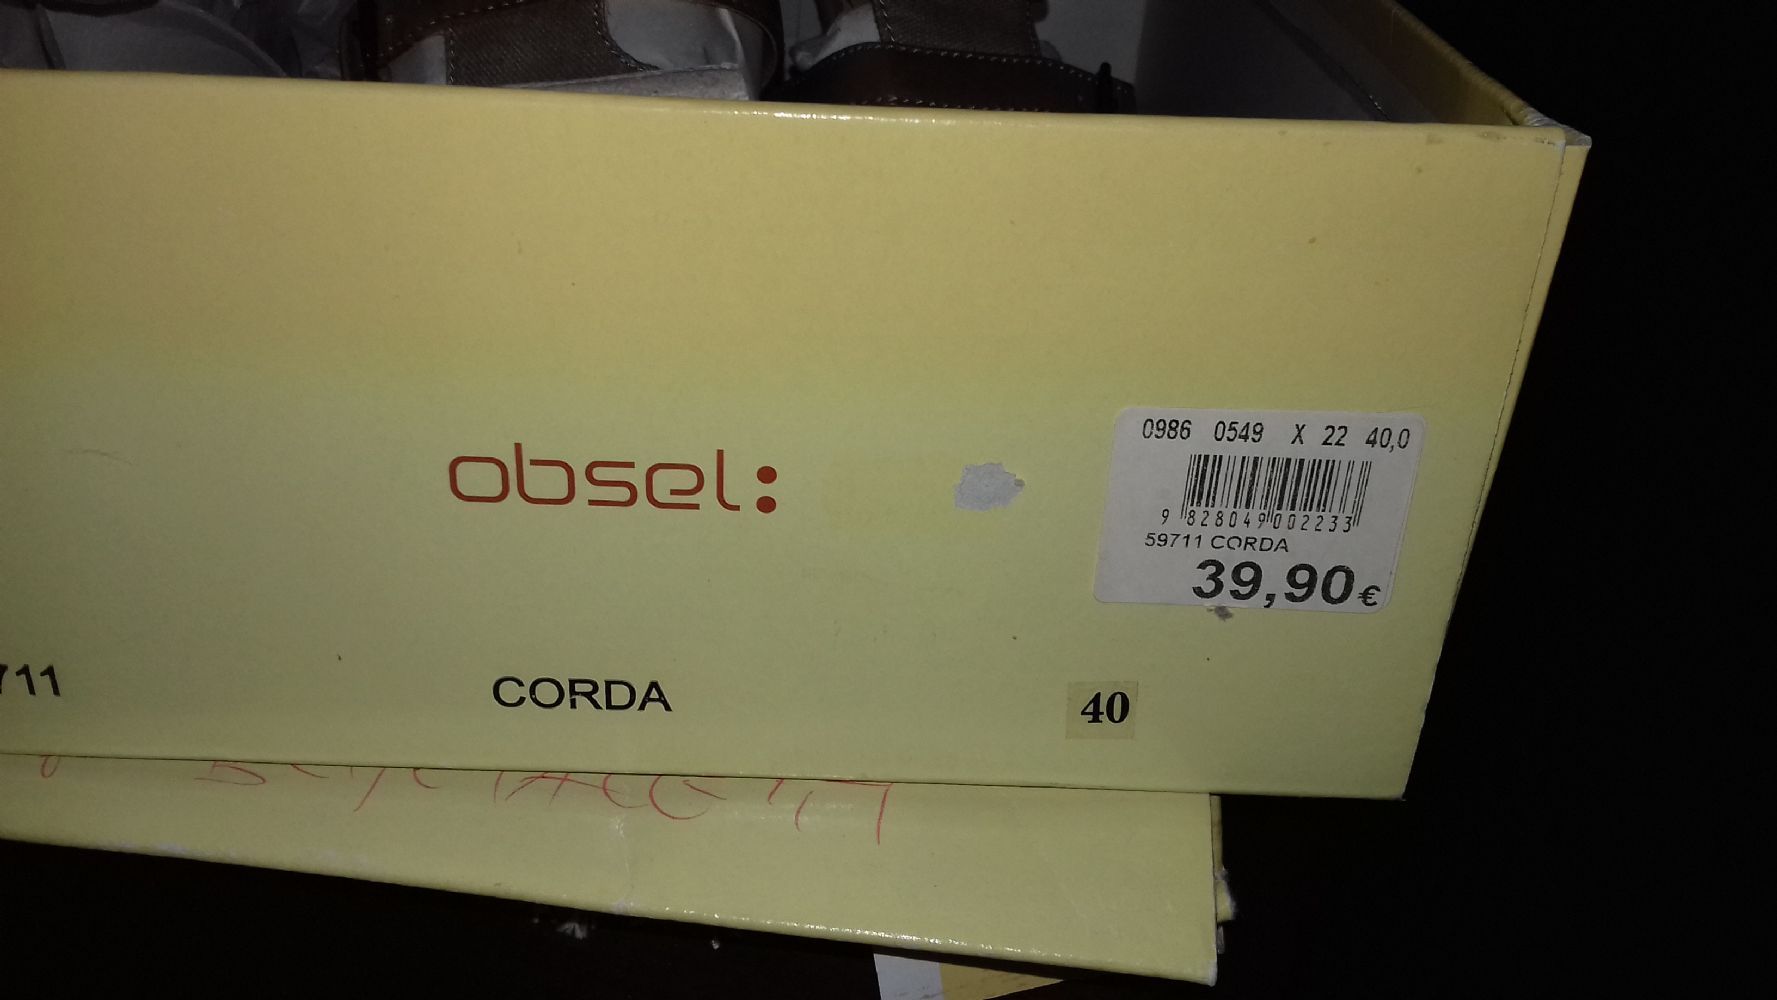 obsel:
0986 0549 X 22 40,0
9 828049 002233
59711 CORDA
39,90€
711 CORDA 40